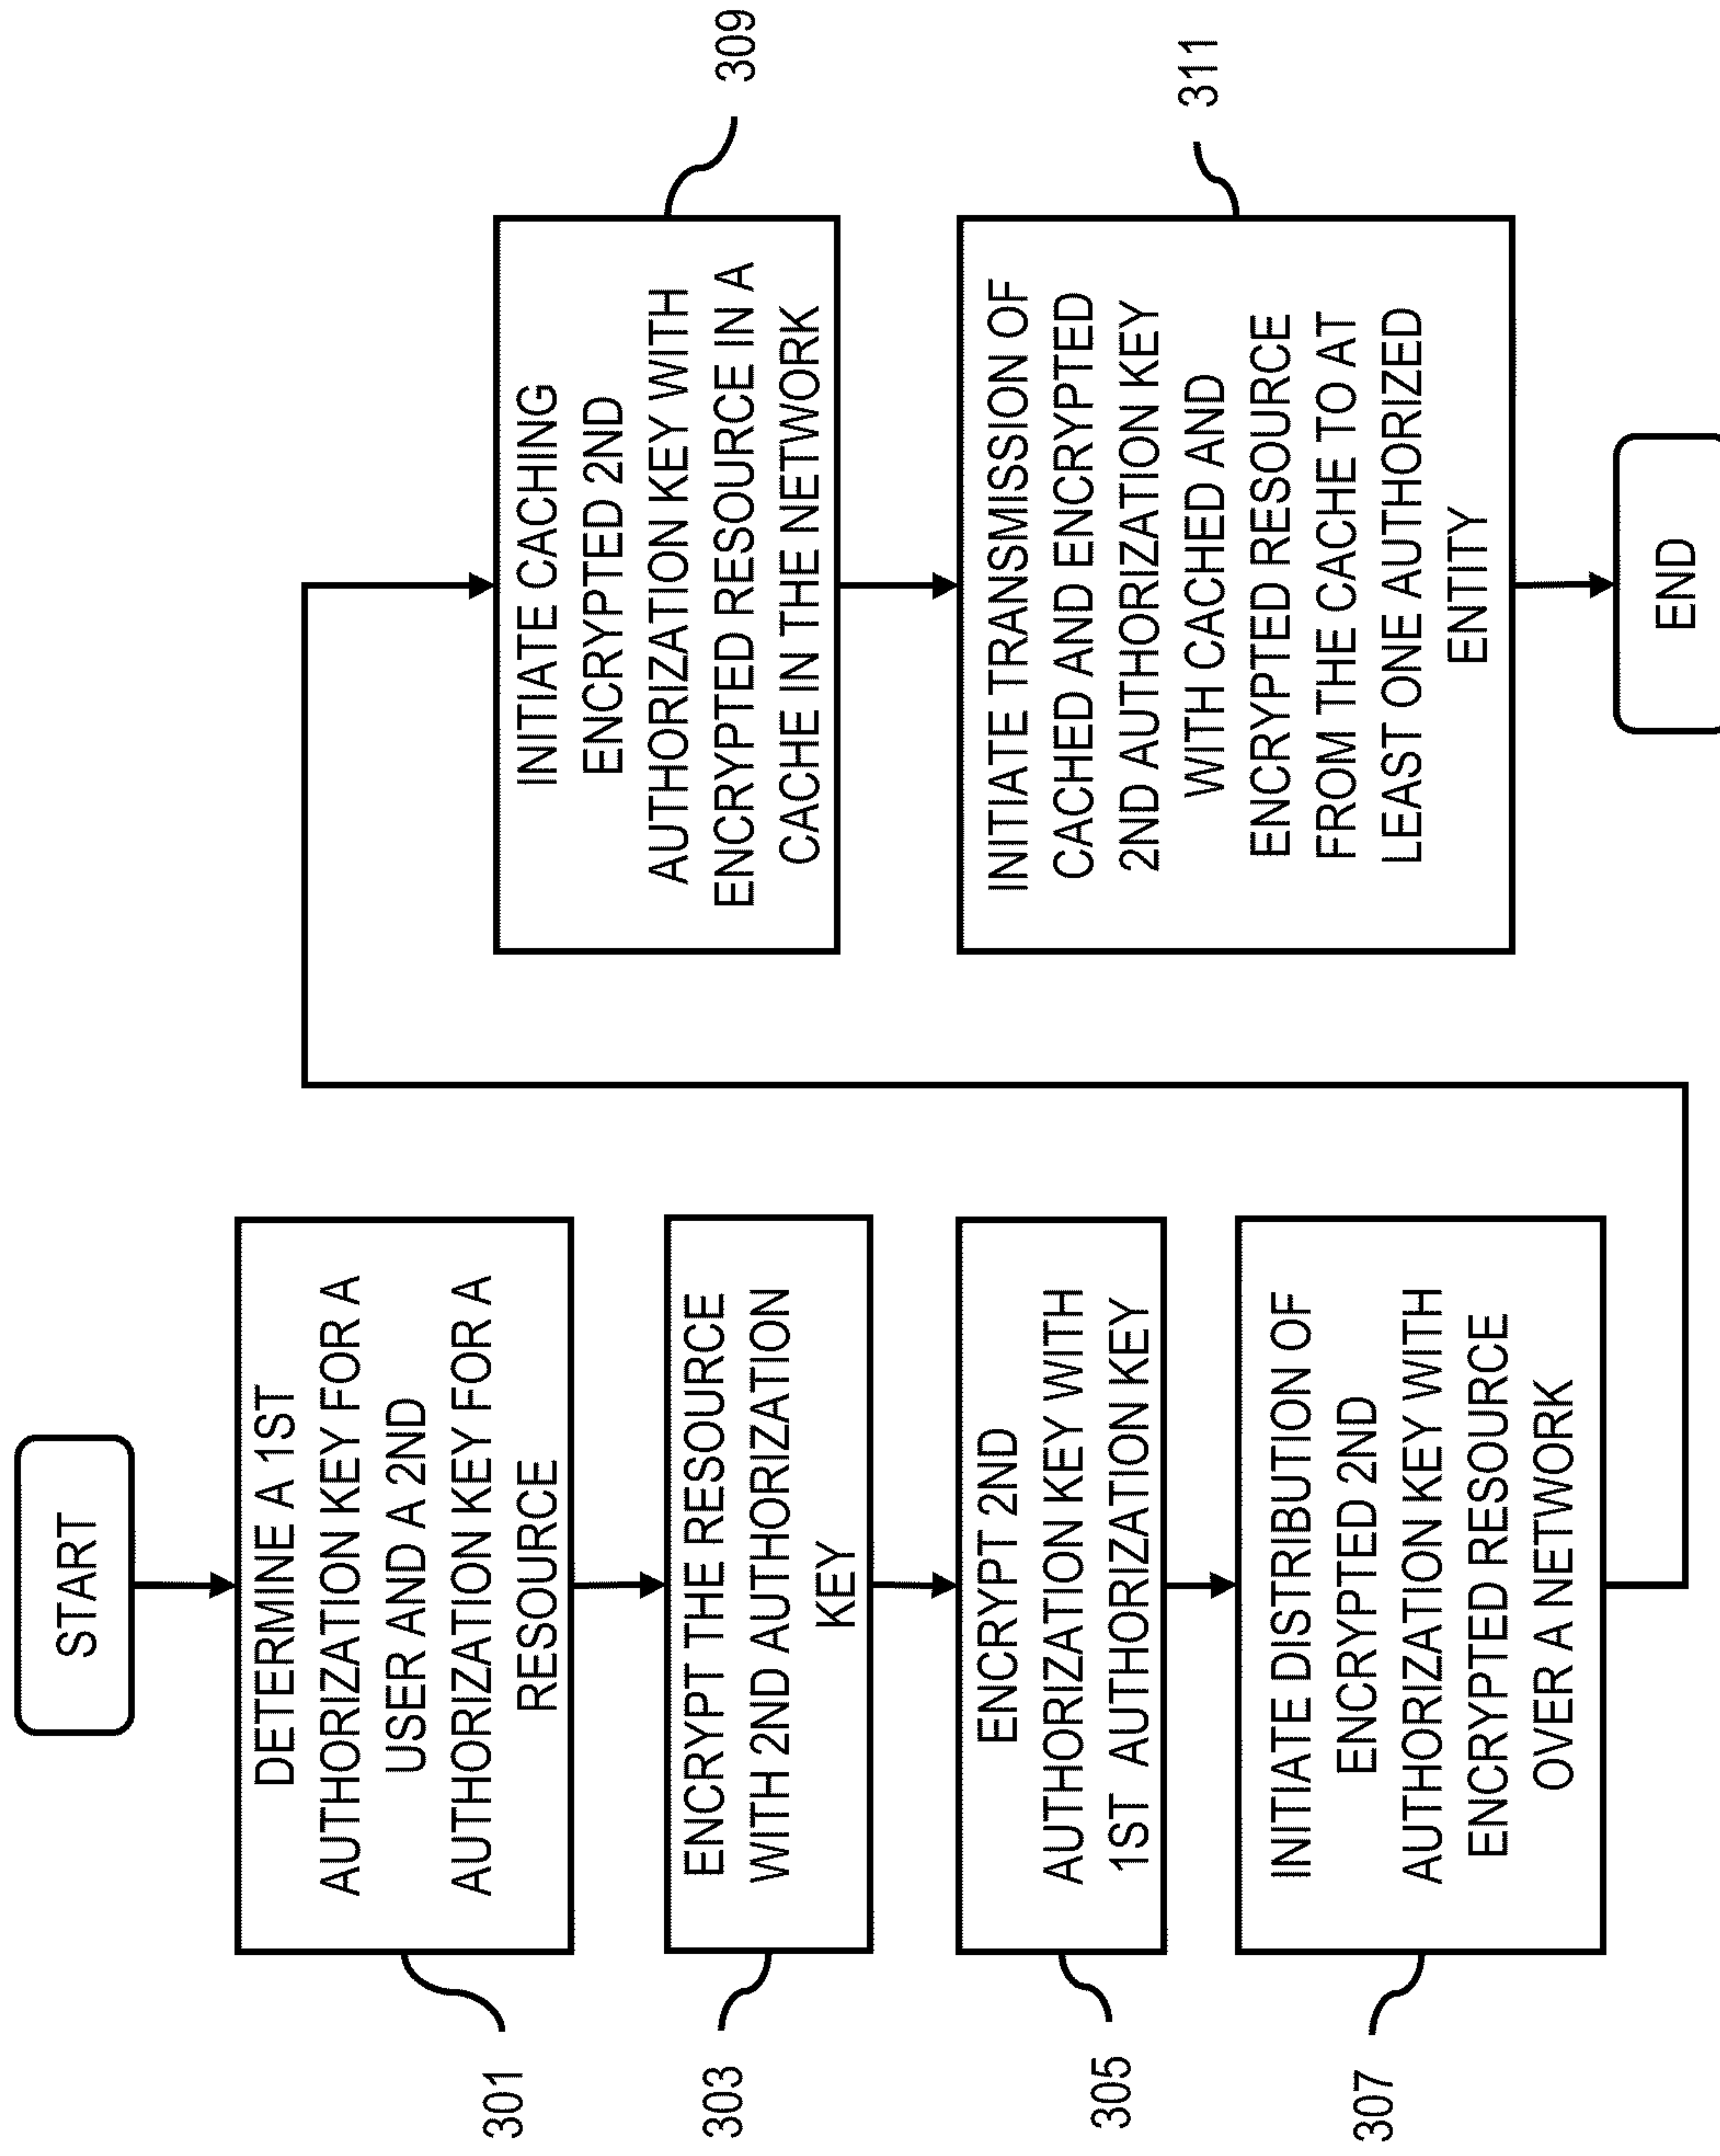 START
DETERMINE A 1ST
AUTHORIZATION KEY FOR A
USER AND A 2ND
AUTHORIZATION KEY FOR A
RESOURCE
301
ENCRYPT THE RESOURCE
WITH 2ND AUTHORIZATION
KEY
303
ENCRYPT 2ND
AUTHORIZATION KEY WITH
1ST AUTHORIZATION KEY
305
INITIATE DISTRIBUTION OF
ENCRYPTED 2ND
AUTHORIZATION KEY WITH
ENCRYPTED RESOURCE
OVER A NETWORK
307
INITIATE CACHING
ENCRYPTED 2ND
AUTHORIZATION KEY WITH
ENCRYPTED RESOURCE IN A
CACHE IN THE NETWORK
309
INITIATE TRANSMISSION OF
CACHED AND ENCRYPTED
2ND AUTHORIZATION KEY
WITH CACHED AND
ENCRYPTED RESOURCE
FROM THE CACHE TO AT
LEAST ONE AUTHORIZED
ENTITY
311
END